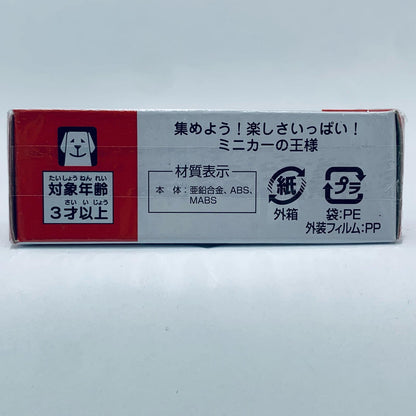 集めよう！楽しさいっぱい！
ミニカーの王様
たいしょうねんれい
対象年齢
さいいじょう
3才以上
材質表示
本　体：亜鉛合金、ABS、
MABS
紙
外箱
プラ
袋:PE
外装フィルム:PP